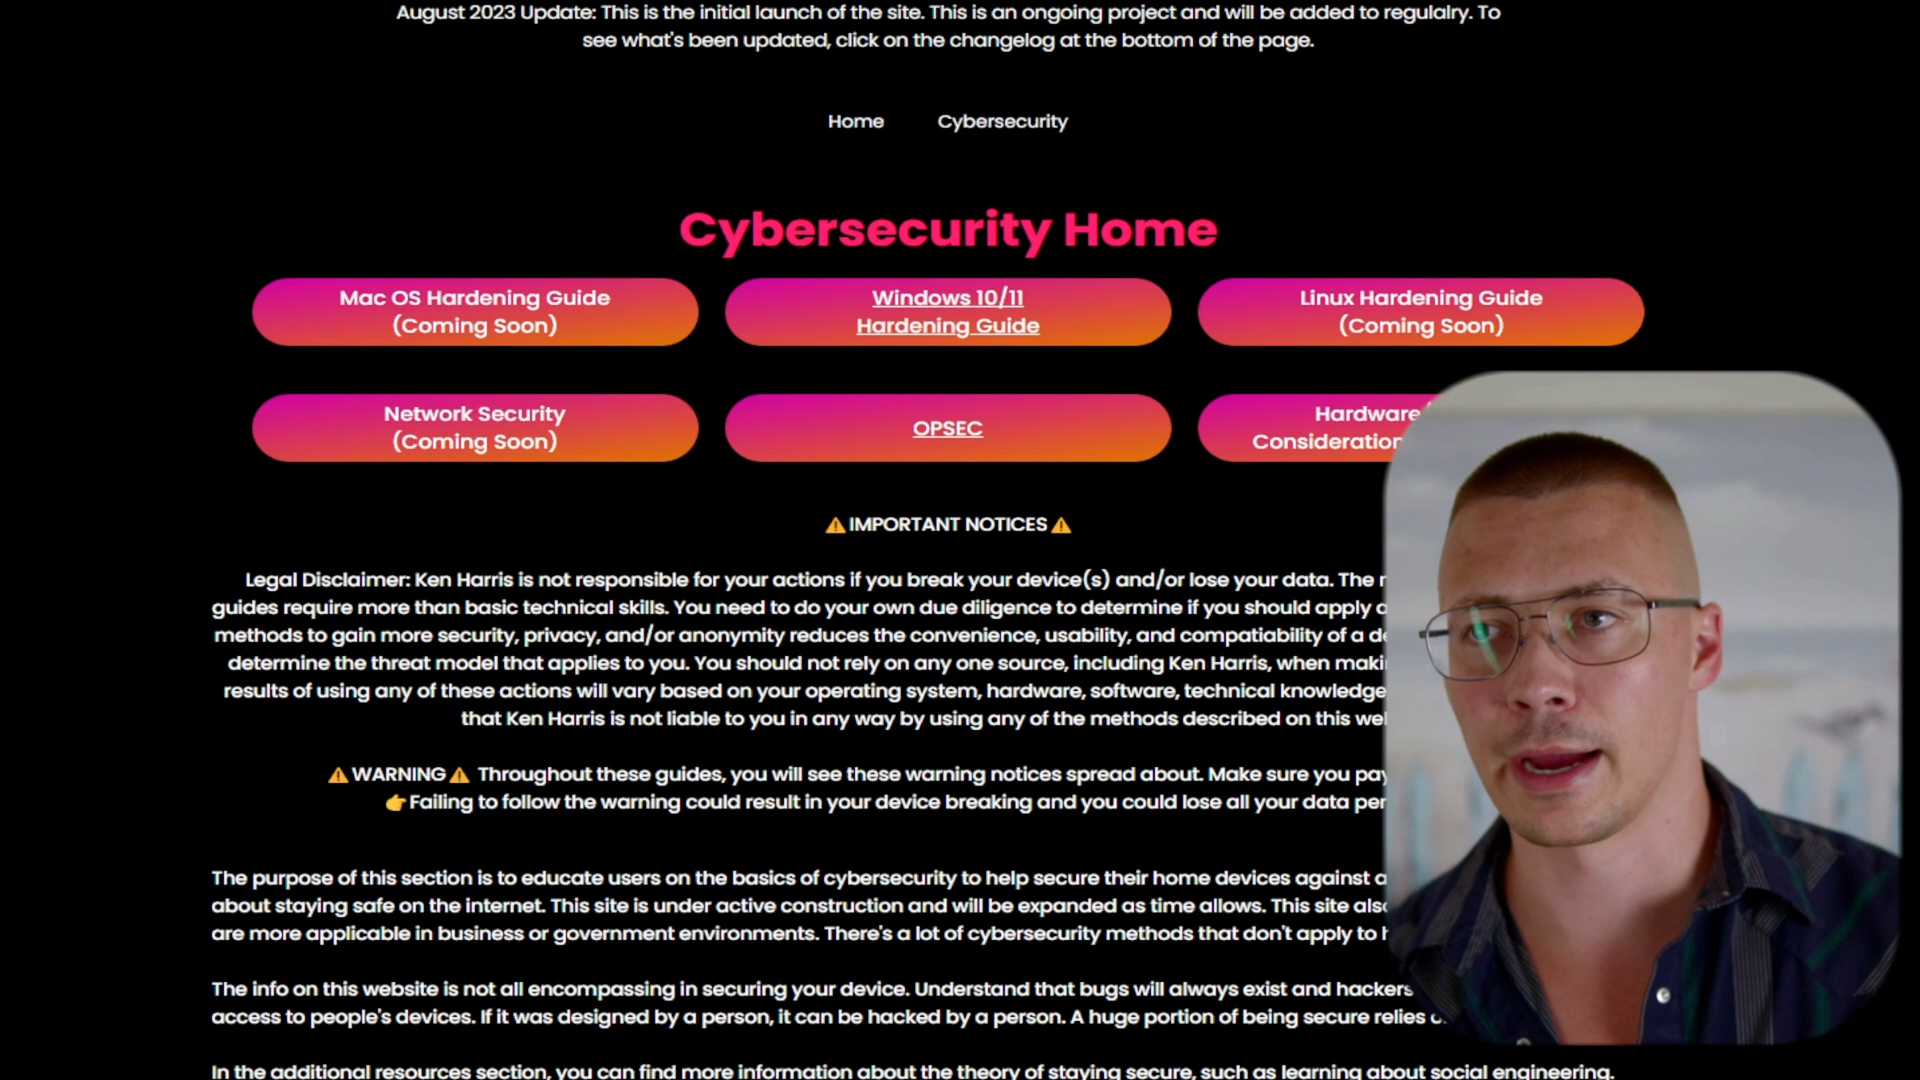 August 2023 Update: This is the initial launch of the site. This is an ongoing project and will be added to regulalry. To
see what's been updated, click on the changelog at the bottom of the page.
Home Cybersecurity
Cybersecurity Home
Mac OS Hardening Guide
(Coming Soon)
Windows 10/11
Hardening Guide
Linux Hardening Guide
(Coming Soon)
Network Security
(Coming Soon)
OPSEC
Hardware
Consideration
⚠️IMPORTANT NOTICES⚠️
Legal Disclaimer: Ken Harris is not responsible for your actions if you break your device(s) and/or lose your data. The
guides require more than basic technical skills. You need to do your own due diligence to determine if you should apply
methods to gain more security, privacy, and/or anonymity reduces the convenience, usability, and compatiability of a
determine the threat model that applies to you. You should not rely on any one source, including Ken Harris, when
results of using any of these actions will vary based on your operating system, hardware, software, technical knowledge
that Ken Harris is not liable to you in any way by using any of the methods described on this
⚠️WARNING⚠️ Throughout these guides, you will see these warning notices spread about. Make sure you pay
👉Failing to follow the warning could result in your device breaking and you could lose all your data
The purpose of this section is to educate users on the basics of cybersecurity to help secure their home devices against
about staying safe on the internet. This site is under active construction and will be expanded as time allows. This site
are more applicable in business or government environments. There's a lot of cybersecurity methods that don't apply to
The info on this website is not all encompassing in securing your device. Understand that bugs will always exist and hackers
access to people's devices. If it was designed by a person, it can be hacked by a person. A huge portion of being secure relies
In the additional resources section, you can find more information about the theory of staying secure, such as learning about social engineering.